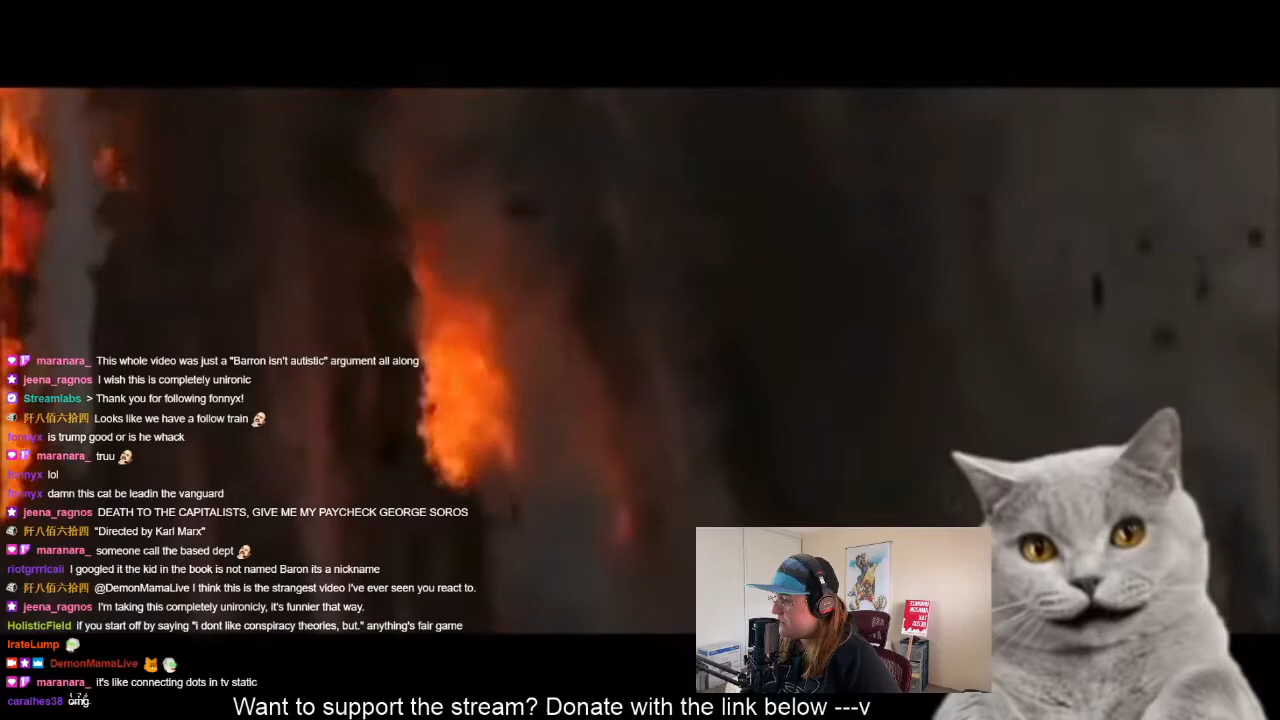 maranara_ This whole video was just a "Barron isn't autistic" argument all along
jeena_ragnos I wish this is completely unironic
Streamlabs > Thank you for following fonnyx!
阡八佰六拾四 Looks like we have a follow train
fonnyx is trump good or is he whack
maranara_ truu
fonnyx lol
fonnyx damn this cat be leadin the vanguard
jeena_ragnos DEATH TO THE CAPITALISTS, GIVE ME MY PAYCHECK GEORGE SOROS
阡八佰六拾四 "Directed by Karl Marx"
maranara_ someone call the based dept
riotgrrrlcali I googled it the kid in the book is not named Baron its a nickname
阡八佰六拾四 @DemonMamaLive I think this is the strangest video I've ever seen you react to.
jeena_ragnos I'm taking this completely unironicly, it's funnier that way.
HolisticField if you start off by saying "I dont like conspiracy theories, but." anything's fair game
IrateLump
DemonMamaLive
maranara_ it's like connecting dots in tv static
caralhes38 omg
Want to support the stream? Donate with the link below ---v